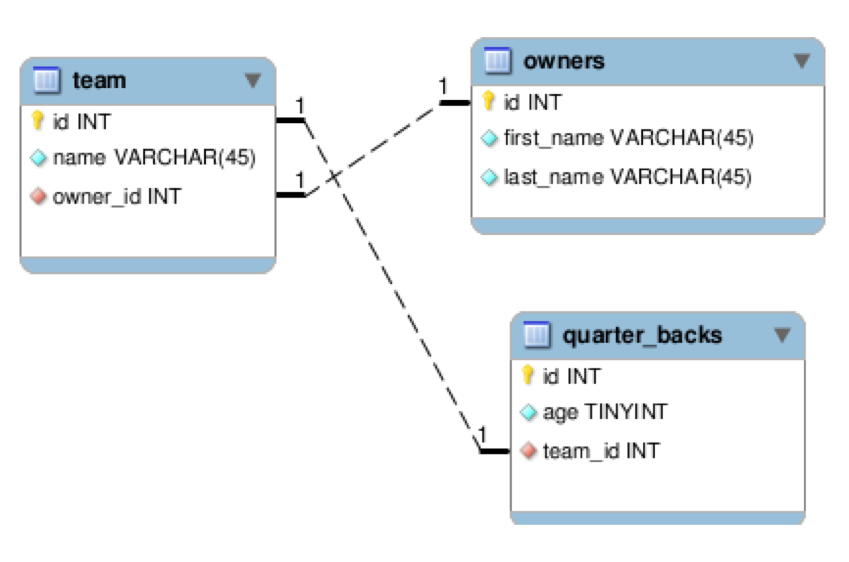 team
id INT
name VARCHAR(45)
owner_id INT
1
1
1
owners
id INT
first_name VARCHAR(45)
last_name VARCHAR(45)
1
quarter_backs
id INT
age TINYINT
team_id INT